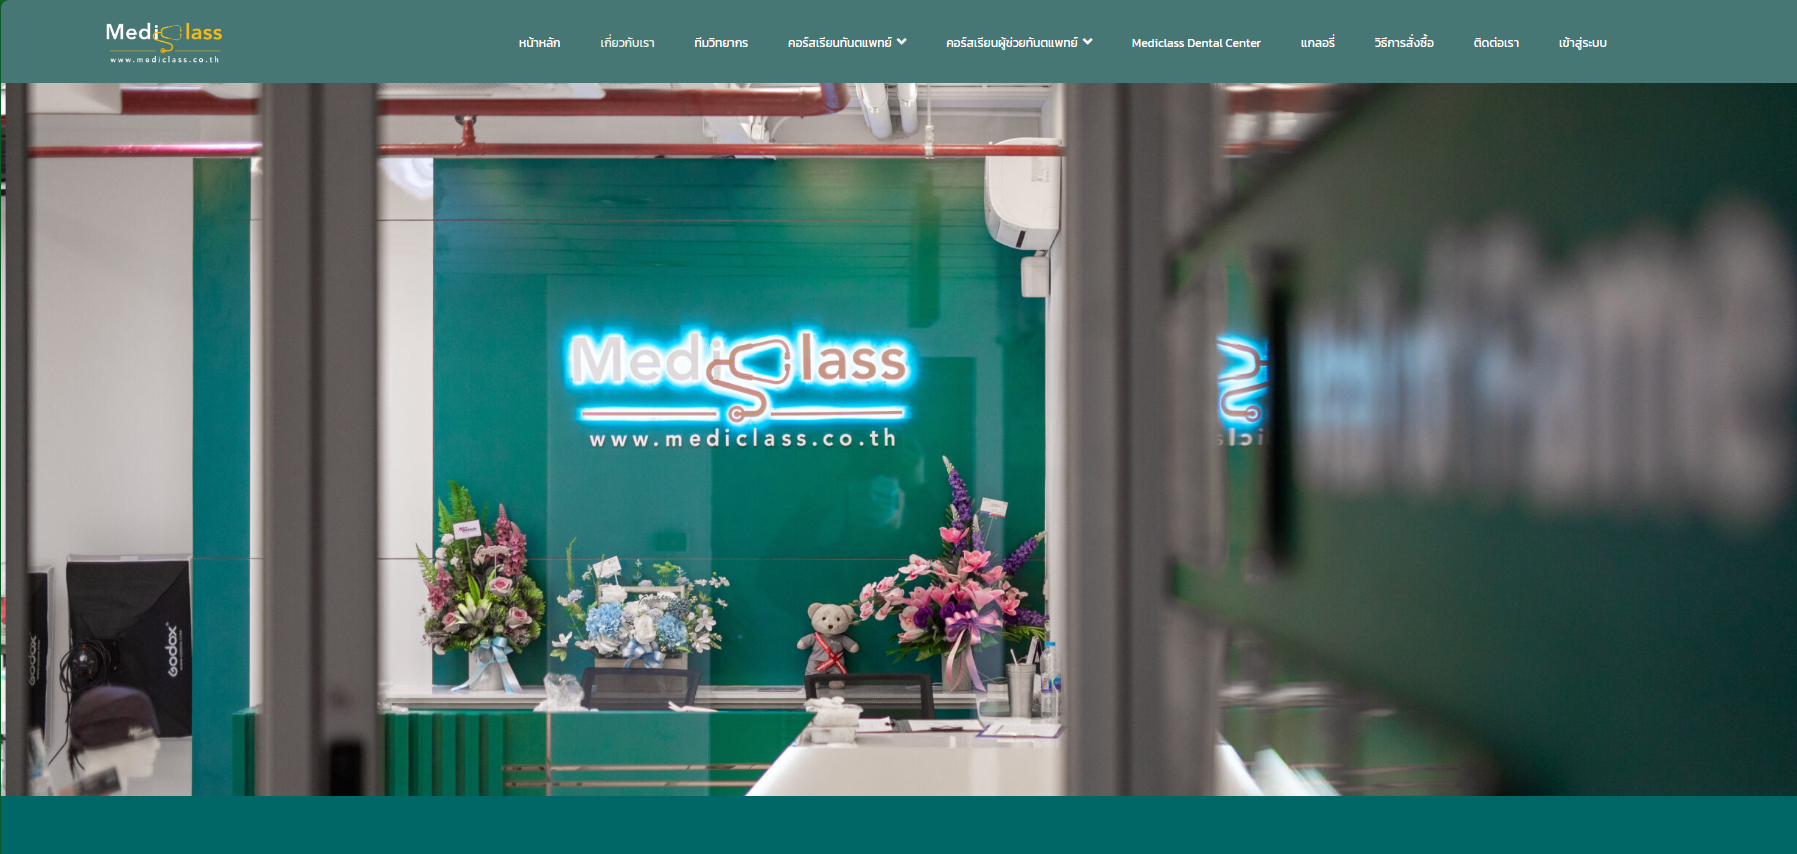 Mediclass
www.mediclass.co.th
หน้าหลัก
เกี่ยวกับเรา
ทีมวิทยากร
คอร์สเรียนทันตแพทย์
คอร์สเรียนผู้ช่วยทันตแพทย์
Mediclass Dental Center
แกลอรี่
วิธีการสั่งซื้อ
ติดต่อเรา
เข้าสู่ระบบ
Mediclass
www.mediclass.co.th
Godox
Godox